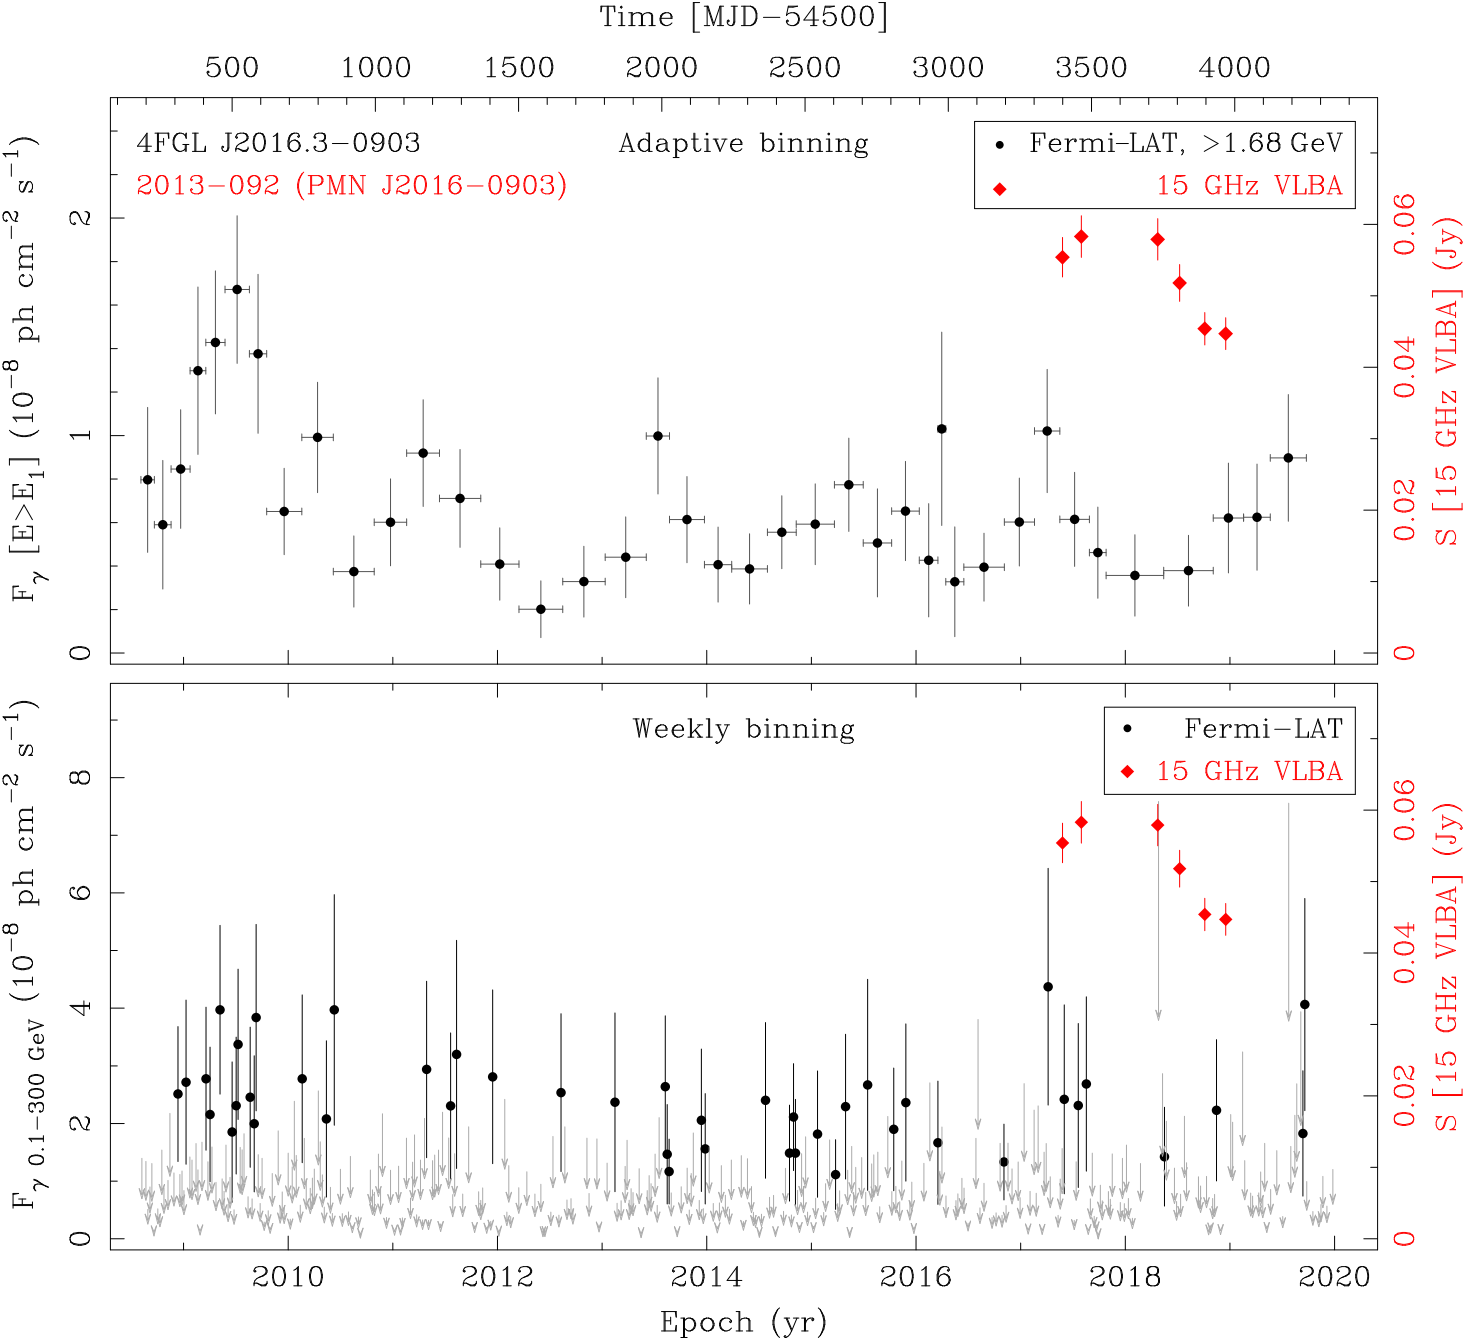 Time [MJD−54500]
500 1000 1500 2000 2500 3000 3500 4000
4FGL J2016.3−0903
2013−092 (PMN J2016−0903)
Adaptive binning
Fermi−LAT, >1.68 GeV
15 GHz VLBA
F_γ [E>E_1] (10^−8 ph cm^−2 s^−1)
2
1
0
S [15 GHz VLBA] (Jy)
0.06
0.04
0.02
0
Weekly binning
Fermi−LAT
15 GHz VLBA
F_γ 0.1−300 GeV (10^−8 ph cm^−2 s^−1)
8
6
4
2
0
S [15 GHz VLBA] (Jy)
0.06
0.04
0.02
0
2010 2012 2014 2016 2018 2020
Epoch (yr)